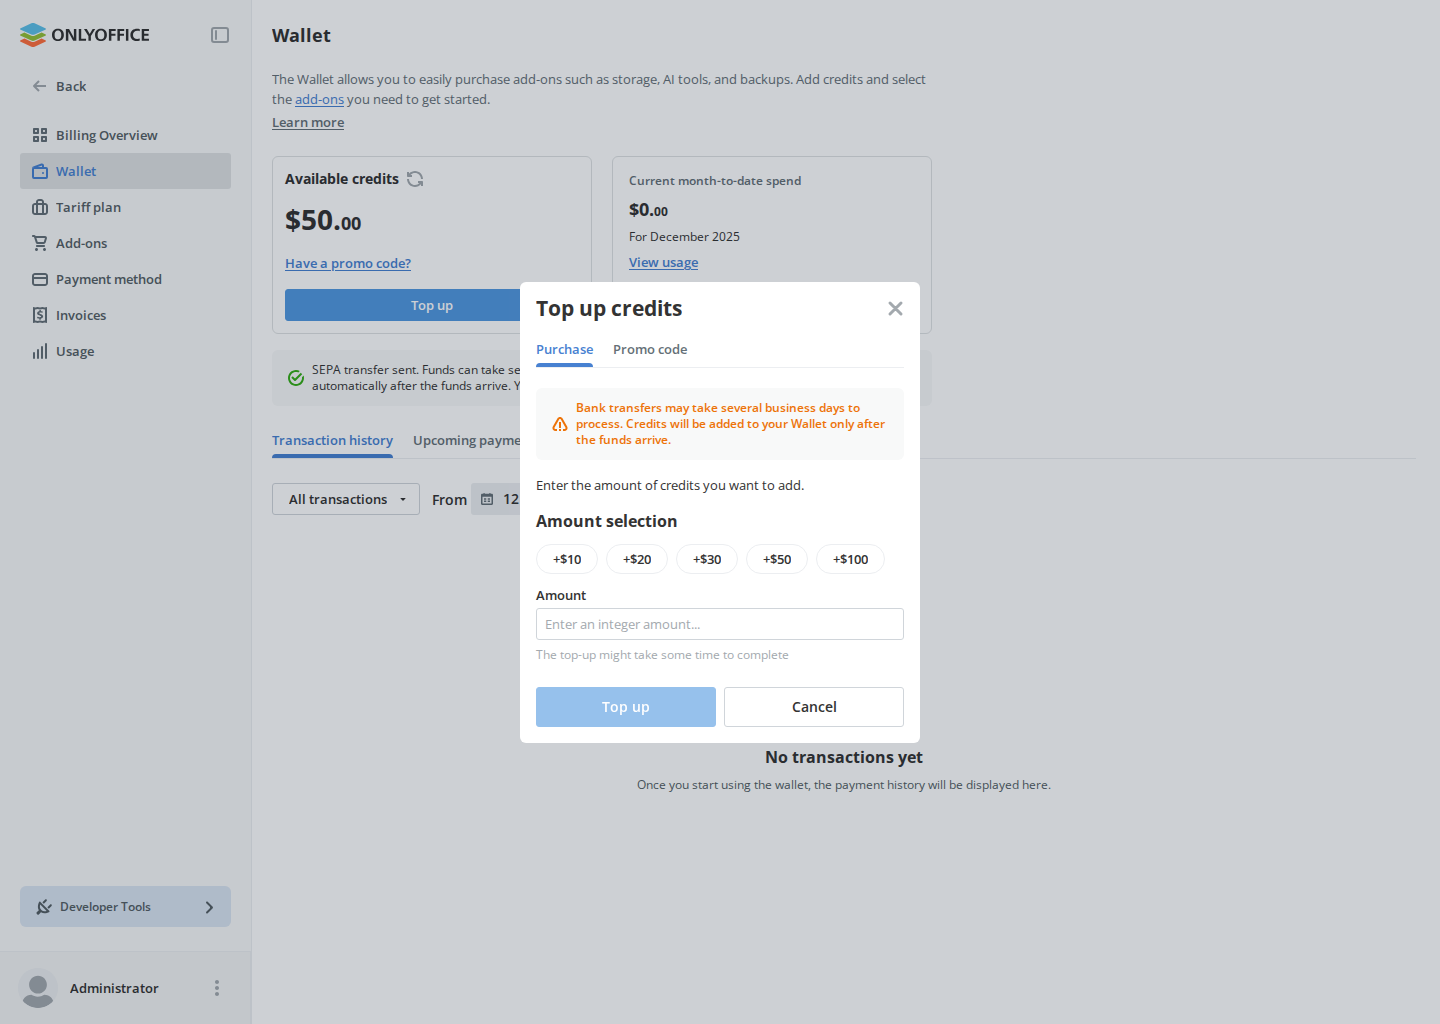 ONLYOFFICE
Back
Billing Overview
Wallet
Tariff plan
Add-ons
Payment method
Invoices
Usage
Developer Tools
Administrator
Wallet
The Wallet allows you to easily purchase add-ons such as storage, AI tools, and backups. Add credits and select
the add-ons you need to get started.
Learn more
Available credits
$50.00
Have a promo code?
Top up
Current month-to-date spend
$0.00
For December 2025
View usage
SEPA transfer sent. Funds can take
automatically after the funds arrive.
Transaction history
Upcoming
All transactions
From
12
No transactions yet
Once you start using the wallet, the payment history will be displayed here.
Top up credits
Purchase
Promo code
Bank transfers may take several business days to
process. Credits will be added to your Wallet only after
the funds arrive.
Enter the amount of credits you want to add.
Amount selection
+$10
+$20
+$30
+$50
+$100
Amount
Enter an integer amount...
The top-up might take some time to complete
Top up
Cancel